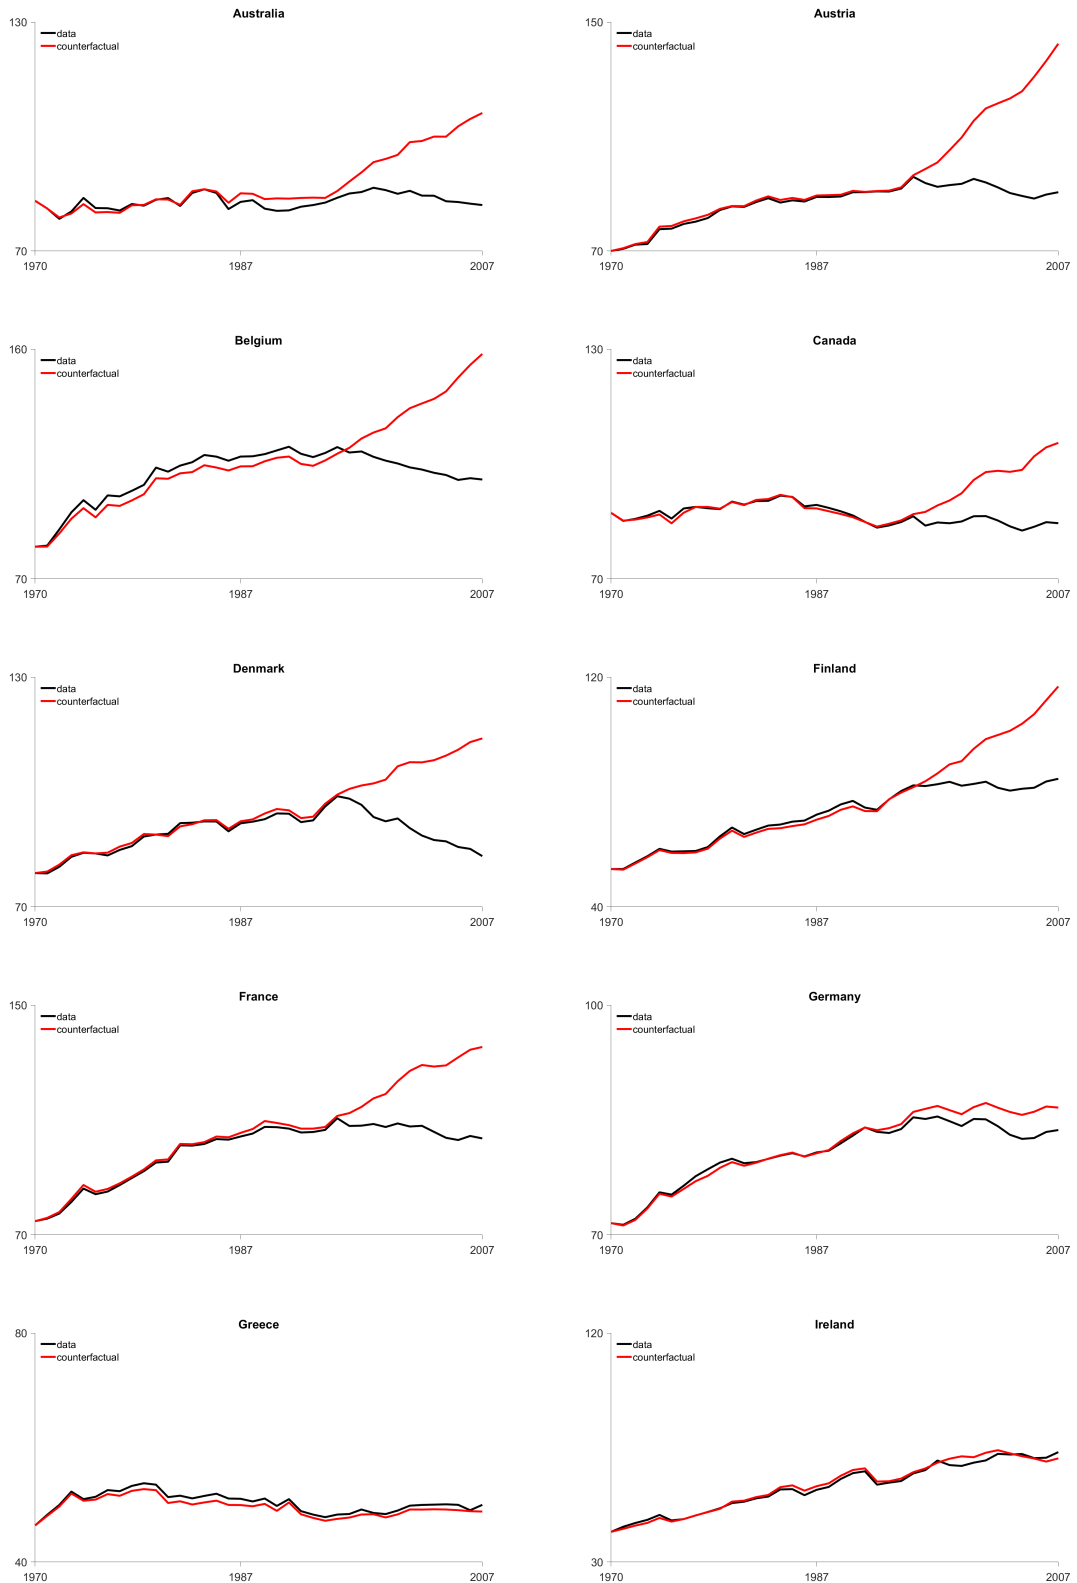 Australia
130
data
counterfactual
70
1970
1987
2007
Austria
150
data
counterfactual
70
1970
1987
2007
Belgium
160
data
counterfactual
70
1970
1987
2007
Canada
130
data
counterfactual
70
1970
1987
2007
Denmark
130
data
counterfactual
70
1970
1987
2007
Finland
120
data
counterfactual
40
1970
1987
2007
France
150
data
counterfactual
70
1970
1987
2007
Germany
100
data
counterfactual
70
1970
1987
2007
Greece
80
data
counterfactual
40
1970
1987
2007
Ireland
120
data
counterfactual
30
1970
1987
2007